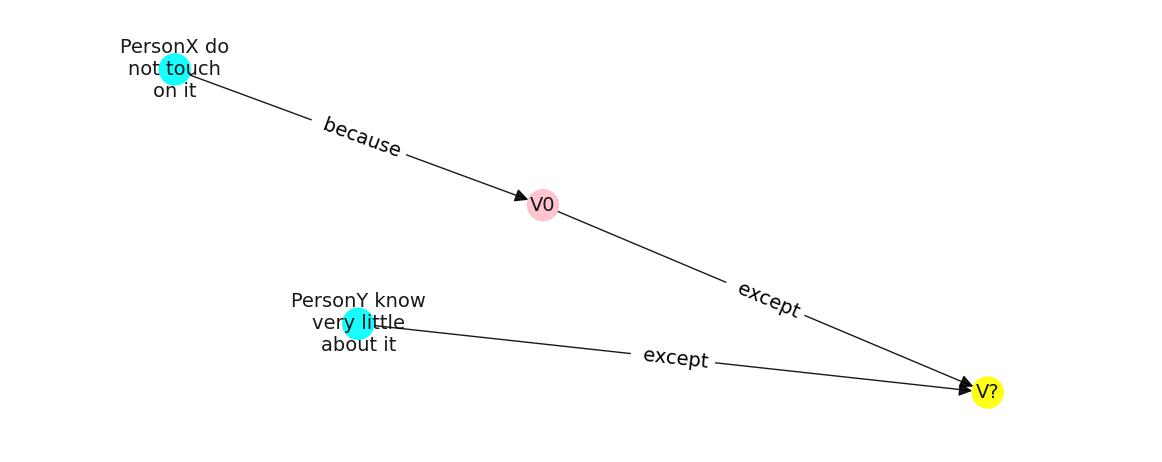 PersonX do
not touch
on it
because
V0
except
PersonY know
very little
about it
except
V?